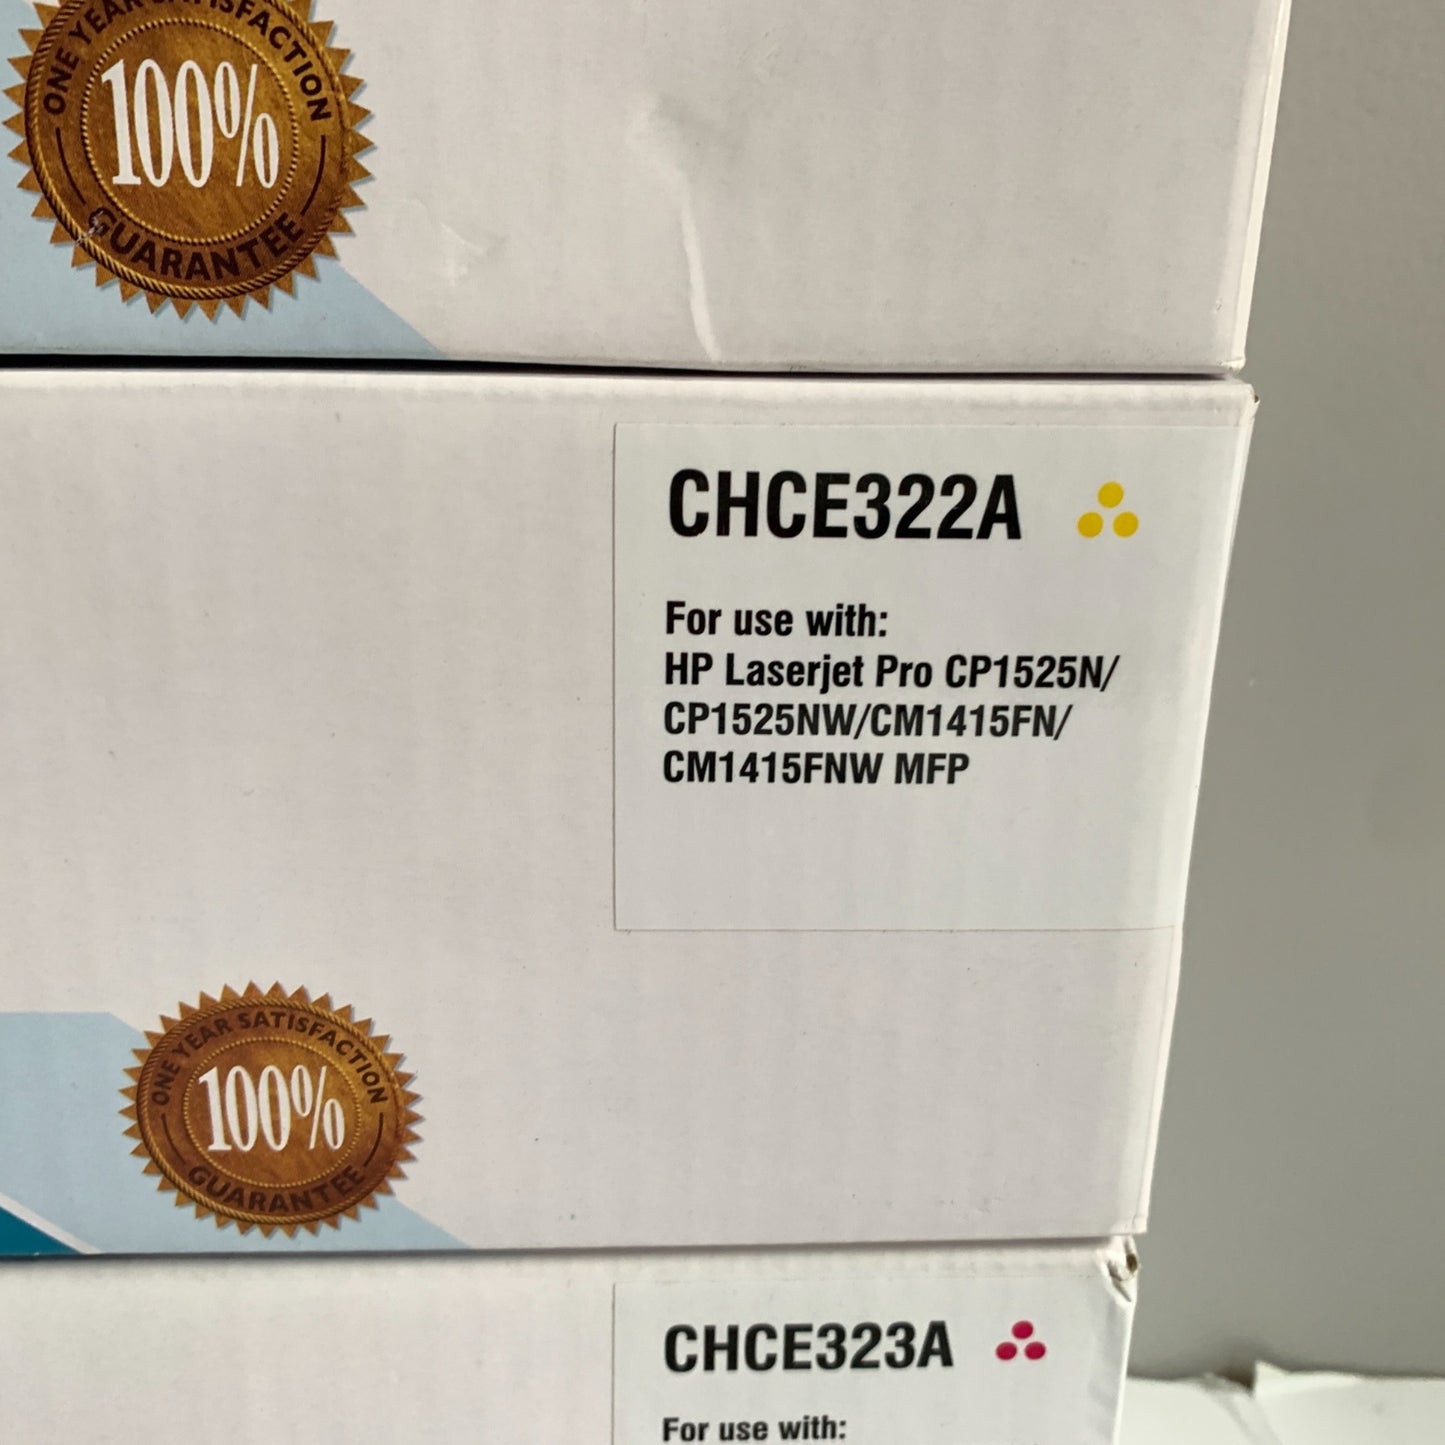 ONE YEAR SATISFACTION
100%
GUARANTEE
CHCE322A
For use with:
HP Laserjet Pro CP1525N/
CP1525NW/CM1415FN/
CM1415FNW MFP
ONE YEAR SATISFACTION
100%
GUARANTEE
CHCE323A
For use with: